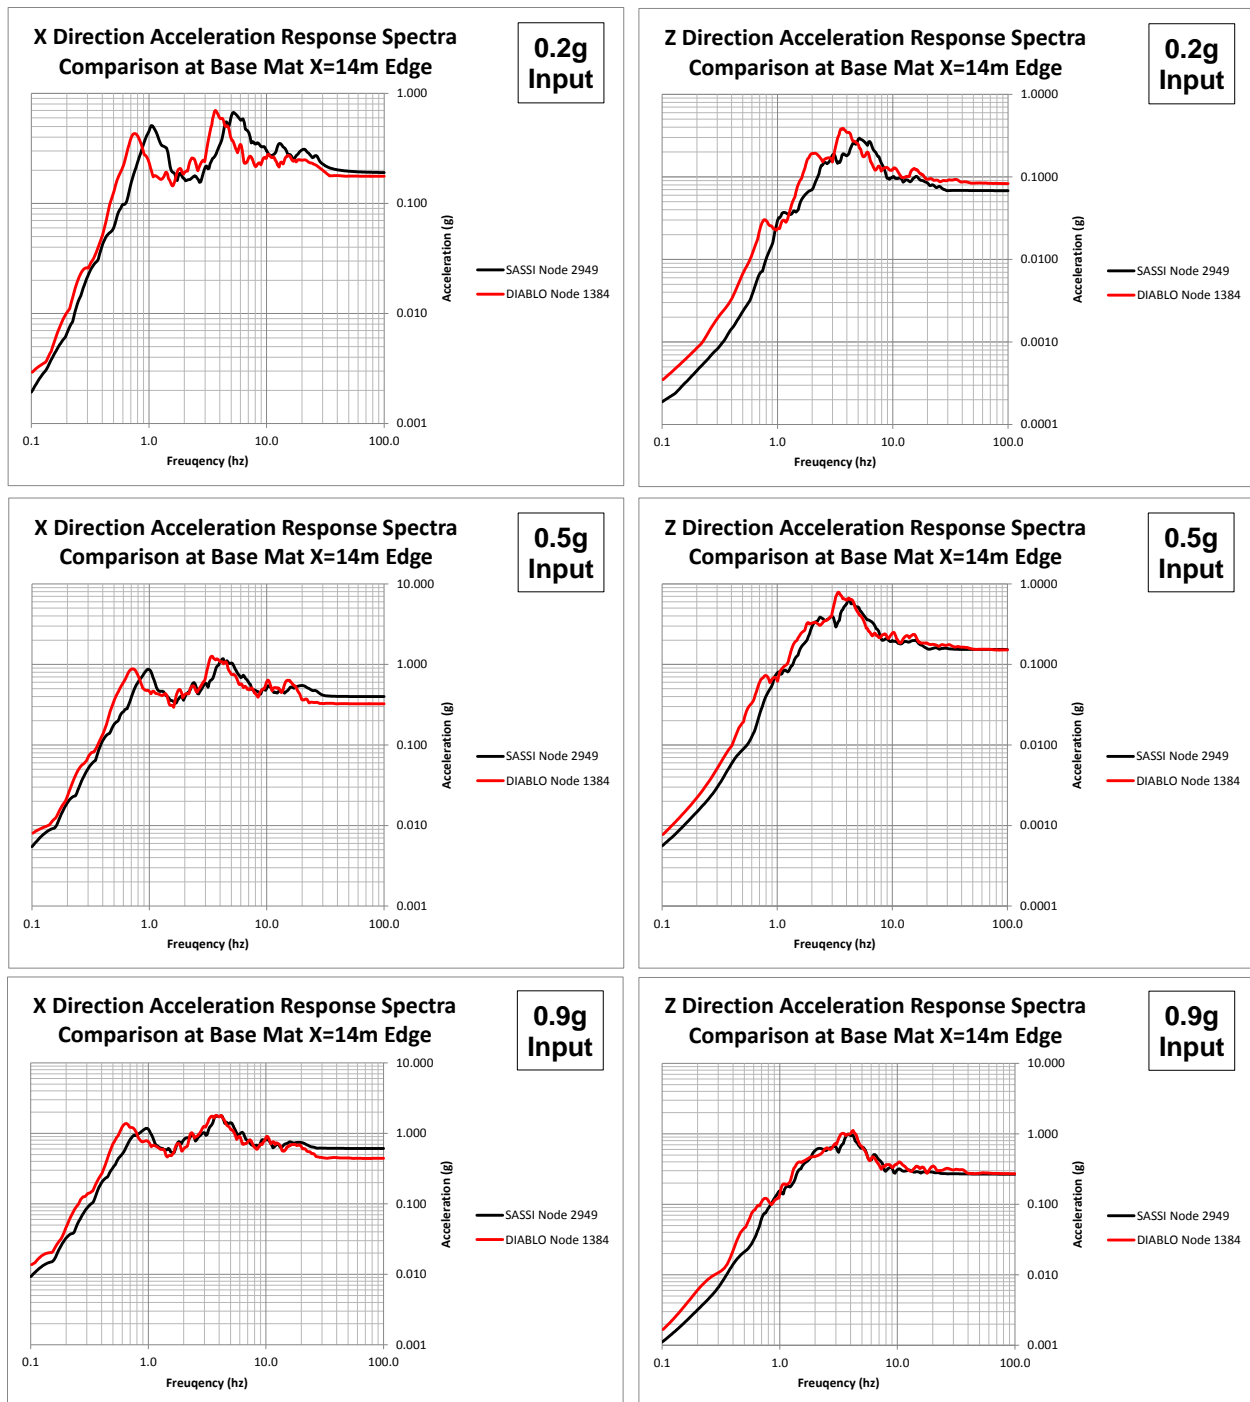 X Direction Acceleration Response Spectra
Comparison at Base Mat X=14m Edge
0.2g
Input
1.000
0.100
0.010
0.001
Acceleration (g)
0.1
1.0
10.0
100.0
Freuqency (hz)
SASSI Node 2949
DIABLO Node 1384
Z Direction Acceleration Response Spectra
Comparison at Base Mat X=14m Edge
0.2g
Input
1.0000
0.1000
0.0100
0.0010
0.0001
Acceleration (g)
0.1
1.0
10.0
100.0
Freuqency (hz)
SASSI Node 2949
DIABLO Node 1384
X Direction Acceleration Response Spectra
Comparison at Base Mat X=14m Edge
0.5g
Input
10.000
1.000
0.100
0.010
0.001
Acceleration (g)
0.1
1.0
10.0
100.0
Freuqency (hz)
SASSI Node 2949
DIABLO Node 1384
Z Direction Acceleration Response Spectra
Comparison at Base Mat X=14m Edge
0.5g
Input
1.0000
0.1000
0.0100
0.0010
0.0001
Acceleration (g)
0.1
1.0
10.0
100.0
Freuqency (hz)
SASSI Node 2949
DIABLO Node 1384
X Direction Acceleration Response Spectra
Comparison at Base Mat X=14m Edge
0.9g
Input
10.000
1.000
0.100
0.010
0.001
Acceleration (g)
0.1
1.0
10.0
100.0
Freuqency (hz)
SASSI Node 2949
DIABLO Node 1384
Z Direction Acceleration Response Spectra
Comparison at Base Mat X=14m Edge
0.9g
Input
10.000
1.000
0.100
0.010
0.001
Acceleration (g)
0.1
1.0
10.0
100.0
Freuqency (hz)
SASSI Node 2949
DIABLO Node 1384